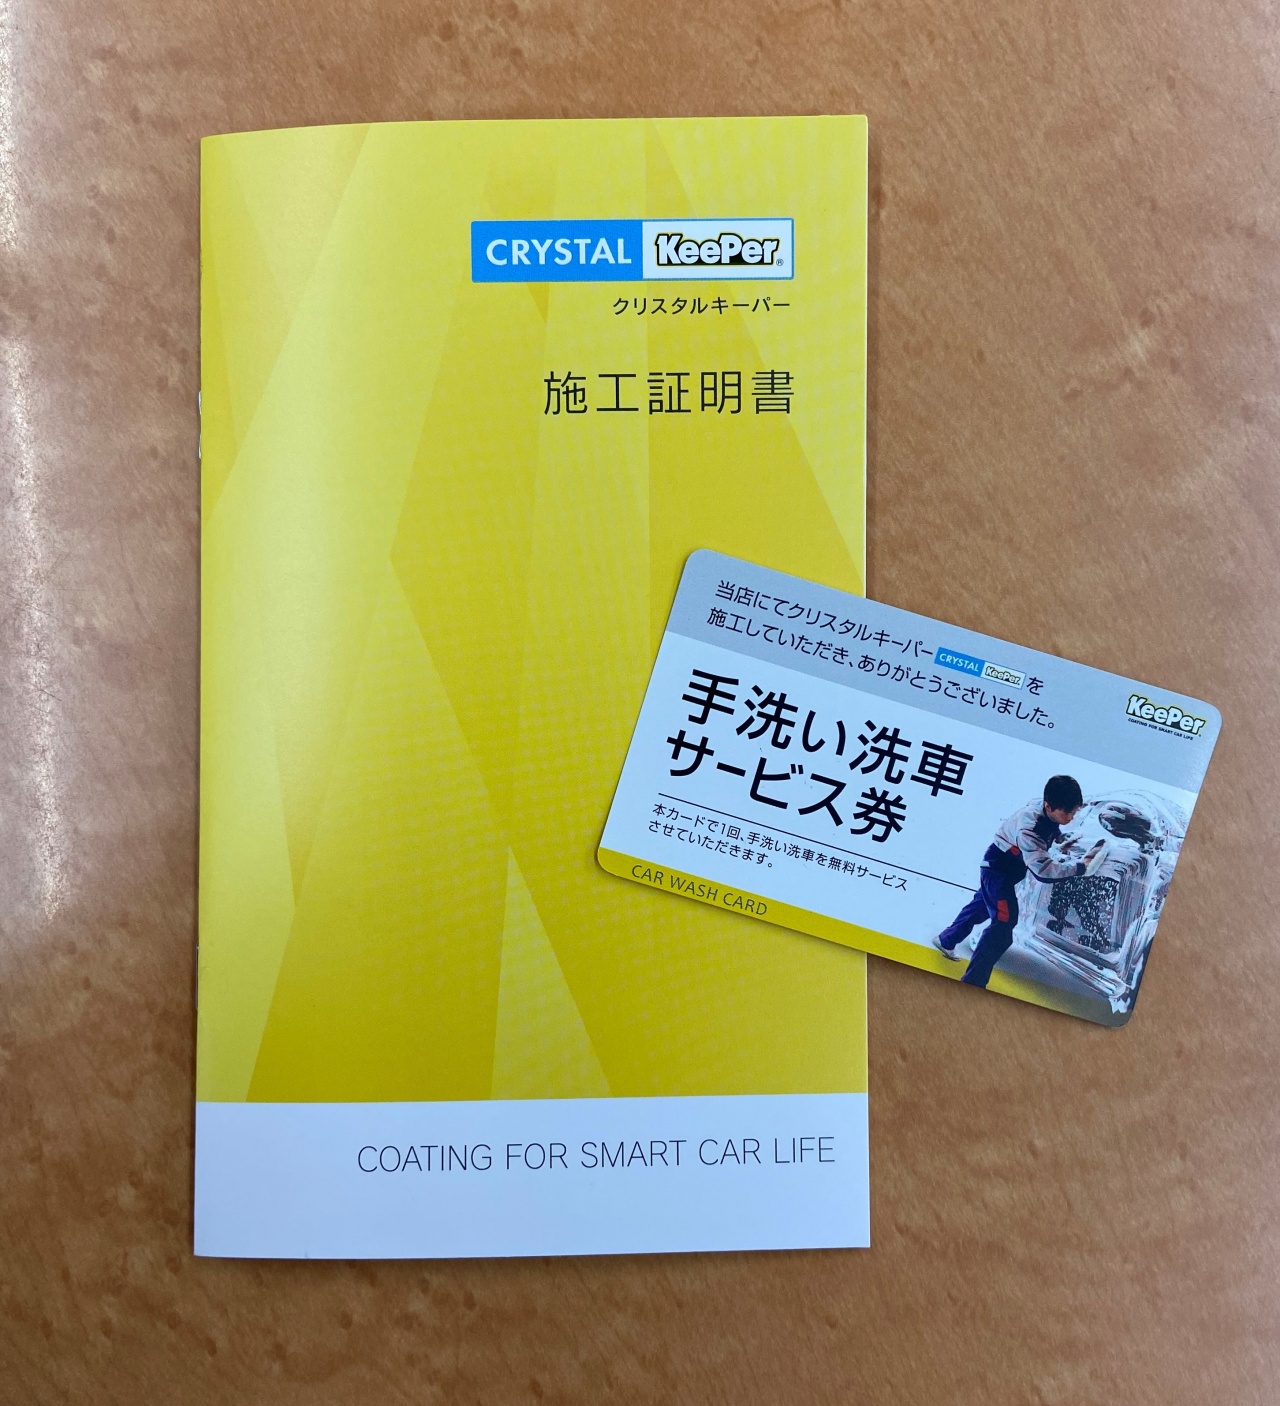 CRYSTAL KeePer®
クリスタルキーパー
施工証明書
COATING FOR SMART CAR LIFE
当店にてクリスタルキーパー CRYSTAL KeePer を
施工していただき、ありがとうございました。
KeePer
COATING FOR SMART CAR LIFE
手洗い洗車
サービス券
本カードで1回、手洗い洗車を無料サービス
させていただきます。
CAR WASH CARD